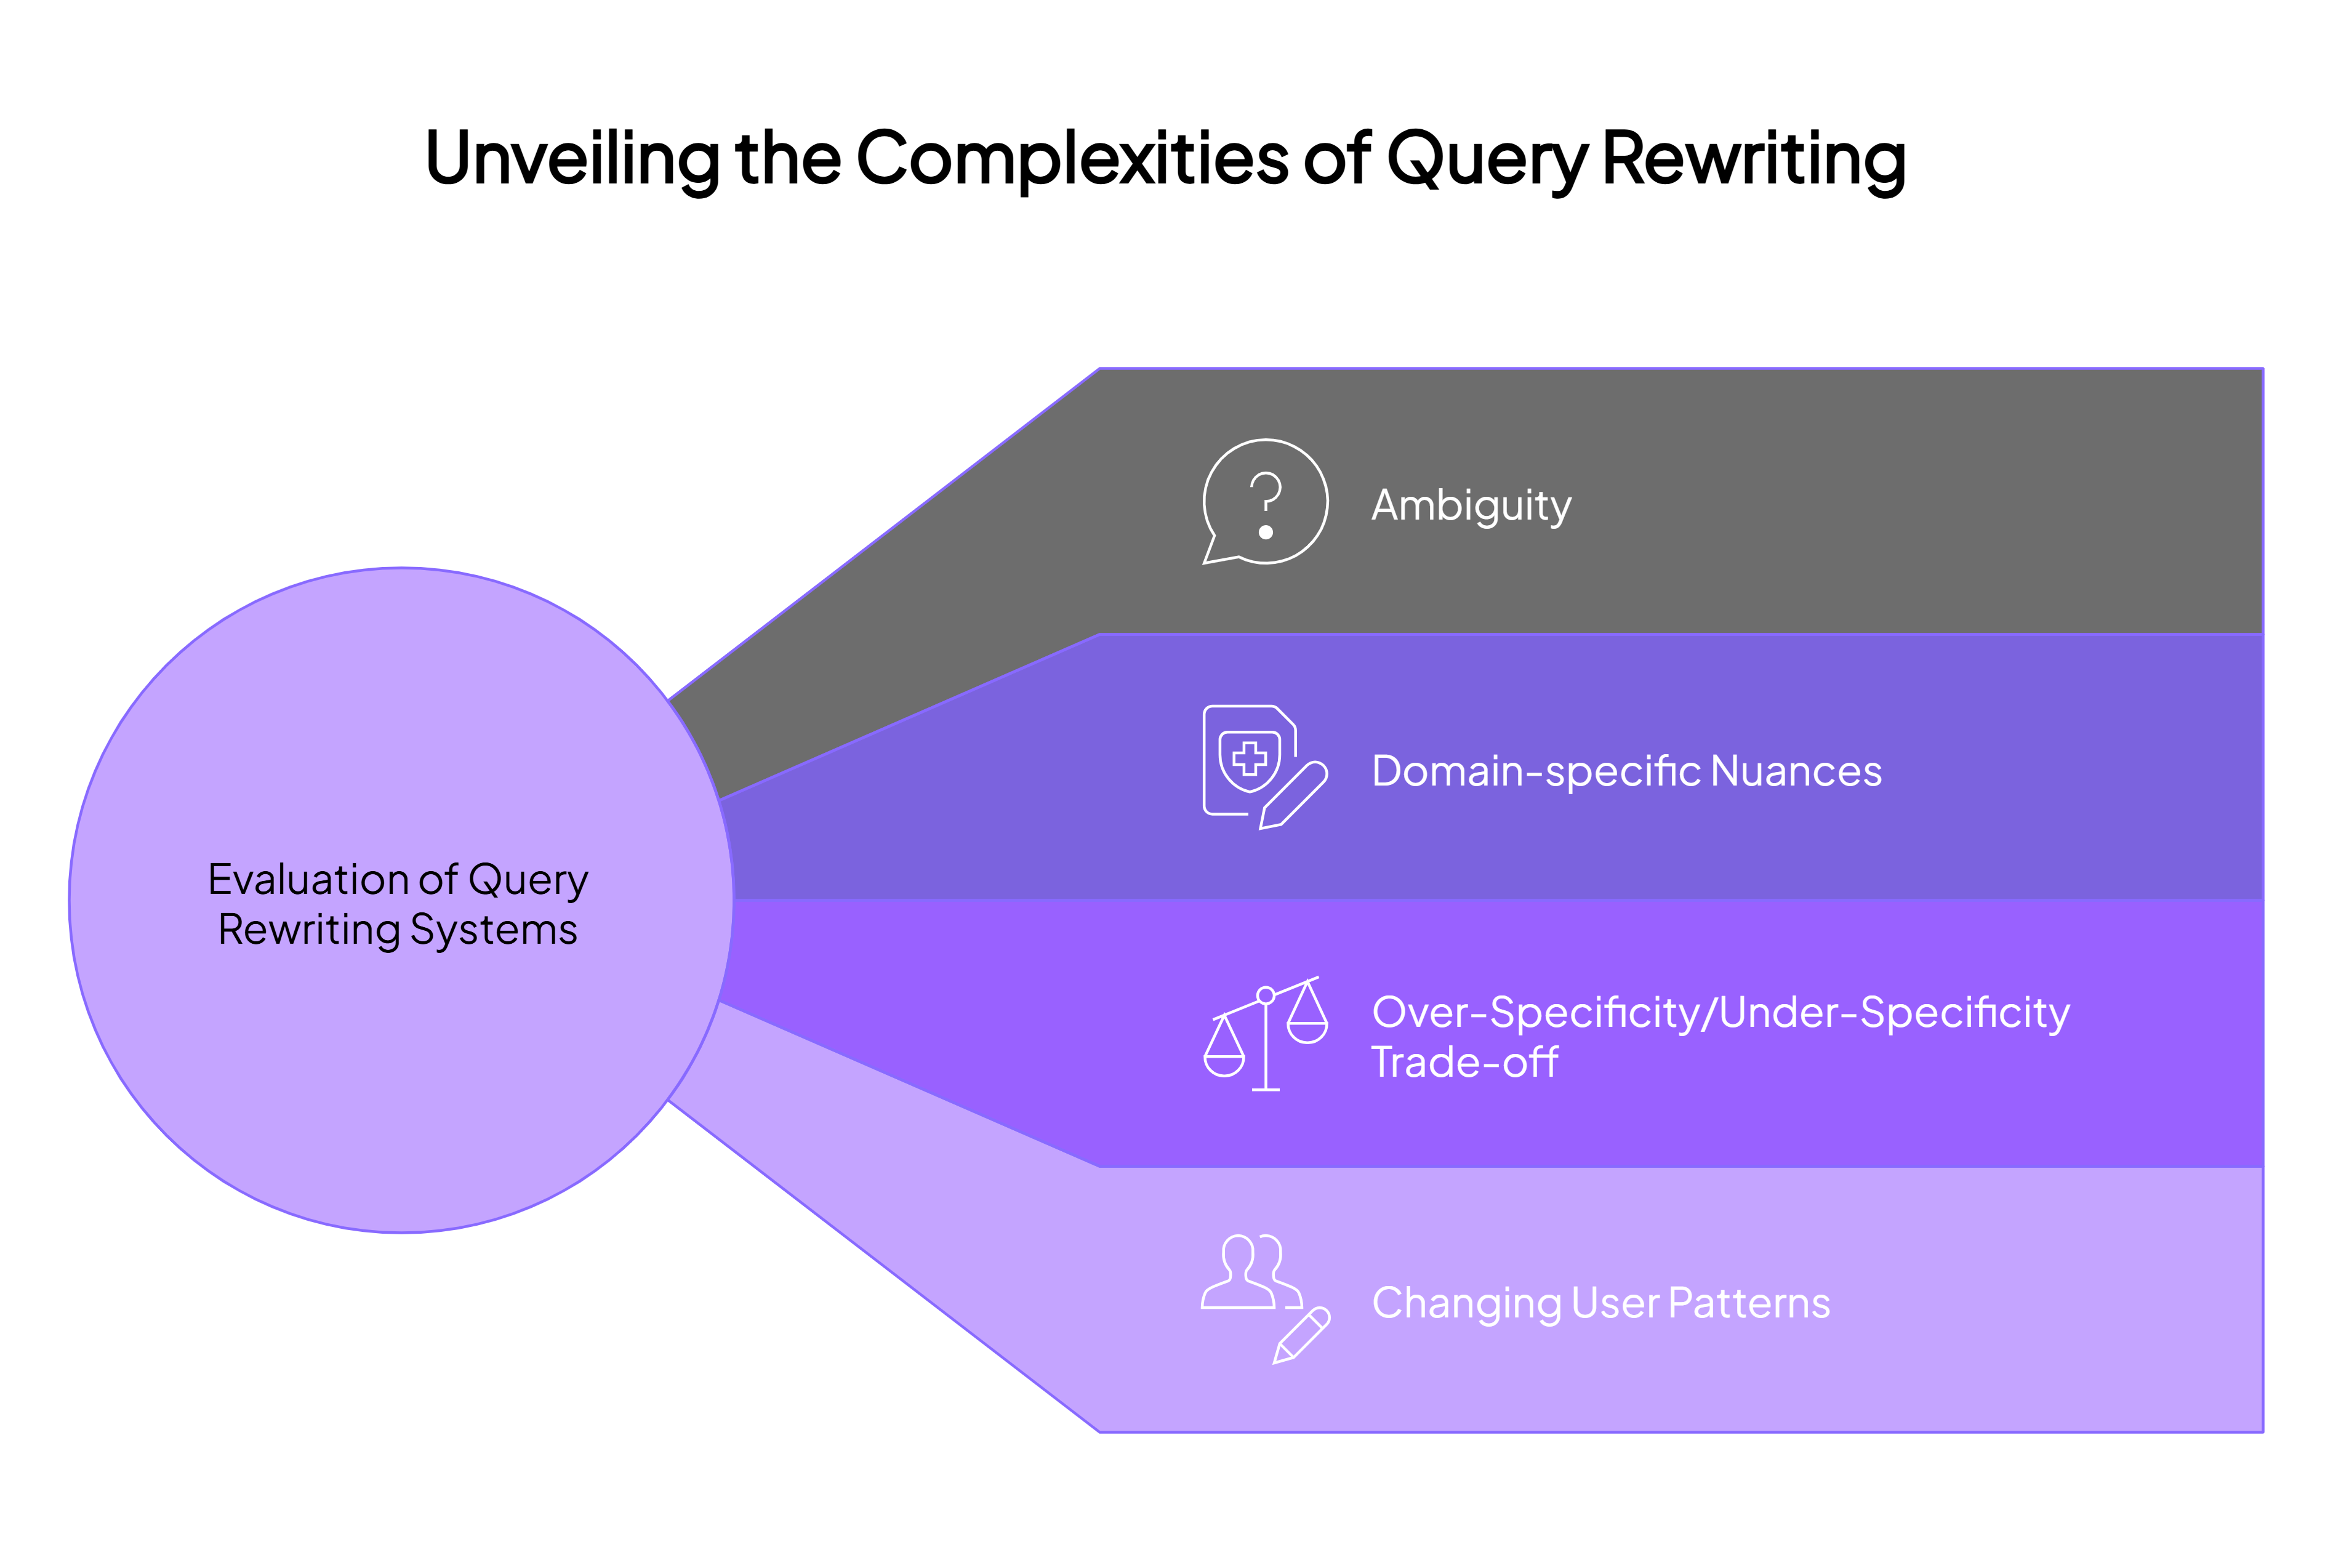 Unveiling the Complexities of Query Rewriting
Ambiguity
Domain-specific Nuances
Evaluation of Query
Rewriting Systems
Over-Specificity/Under-Specificity
Trade-off
Changing User Patterns